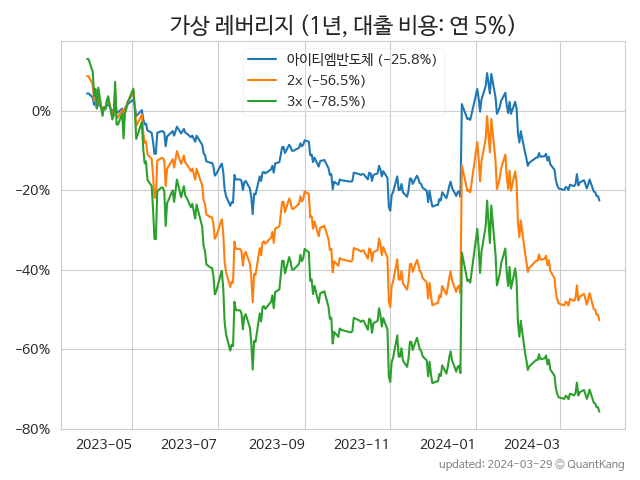 가상 레버리지 (1년, 대출 비용: 연 5%)
아이티엠반도체 (−25.8%)
2x (−56.5%)
3x (−78.5%)
0%
−20%
−40%
−60%
−80%
2023-05 2023-07 2023-09 2023-11 2024-01 2024-03
updated: 2024-03-29 © QuantKang